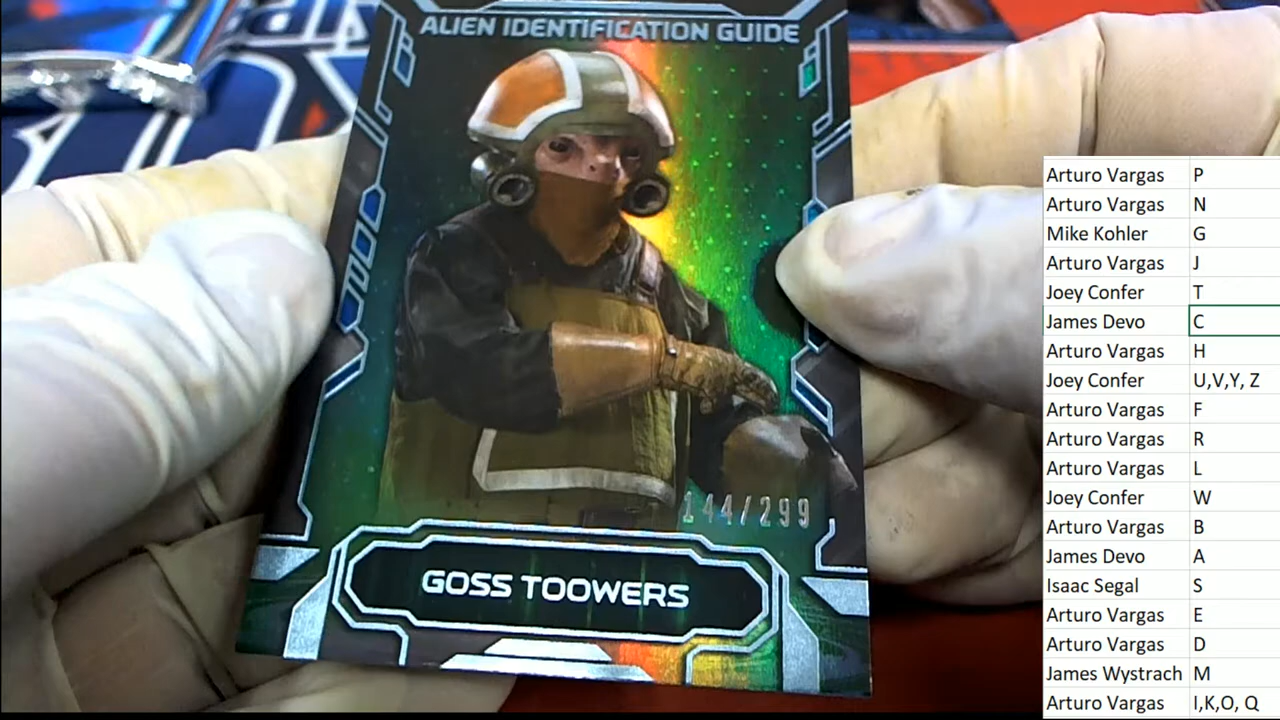 ALIEN IDENTIFICATION GUIDE
144/299
GOSS TOOWERS
Arturo Vargas P
Arturo Vargas N
Mike Kohler G
Arturo Vargas J
Joey Confer T
James Devo C
Arturo Vargas H
Joey Confer U,V,Y, Z
Arturo Vargas F
Arturo Vargas R
Arturo Vargas L
Joey Confer W
Arturo Vargas B
James Devo A
Isaac Segal S
Arturo Vargas E
Arturo Vargas D
James Wystrach M
Arturo Vargas I,K,O, Q